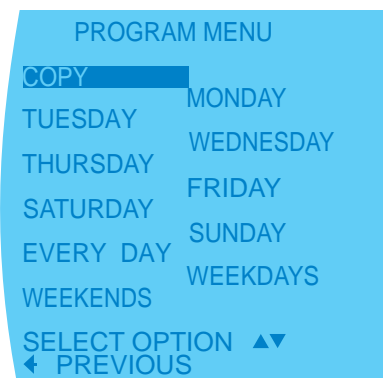 PROGRAM MENU
COPY
MONDAY
TUESDAY
WEDNESDAY
THURSDAY
FRIDAY
SATURDAY
SUNDAY
EVERY DAY
WEEKDAYS
WEEKENDS
SELECT OPTION ▲▼
PREVIOUS